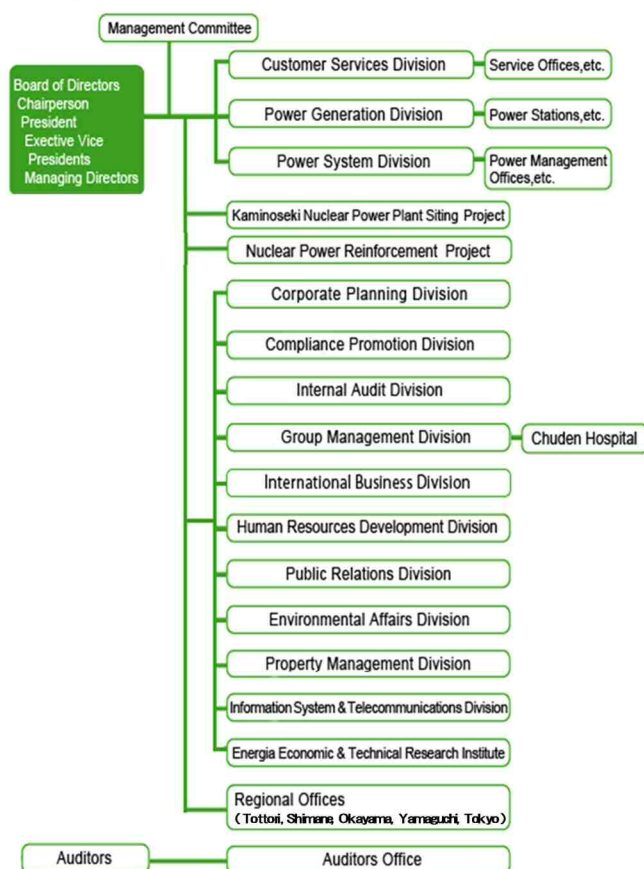 Management Committee
Board of Directors
Chairperson
President
Exective Vice
Presidents
Managing Directors
Customer Services Division
Service Offices,etc.
Power Generation Division
Power Stations,etc.
Power System Division
Power Management
Offices,etc.
Kaminoseki Nuclear Power Plant Siting Project
Nuclear Power Reinforcement Project
Corporate Planning Division
Compliance Promotion Division
Internal Audit Division
Group Management Division
Chuden Hospital
International Business Division
Human Resources Development Division
Public Relations Division
Environmental Affairs Division
Property Management Division
Information System & Telecommunications Division
Energia Economic & Technical Research Institute
Regional Offices
(Tottori, Shimane, Okayama, Yamaguchi, Tokyo)
Auditors
Auditors Office